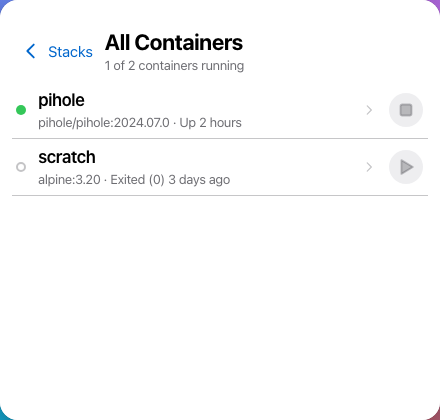 Stacks
All Containers
1 of 2 containers running
pihole
pihole/pihole:2024.07.0 · Up 2 hours
scratch
alpine:3.20 · Exited (0) 3 days ago